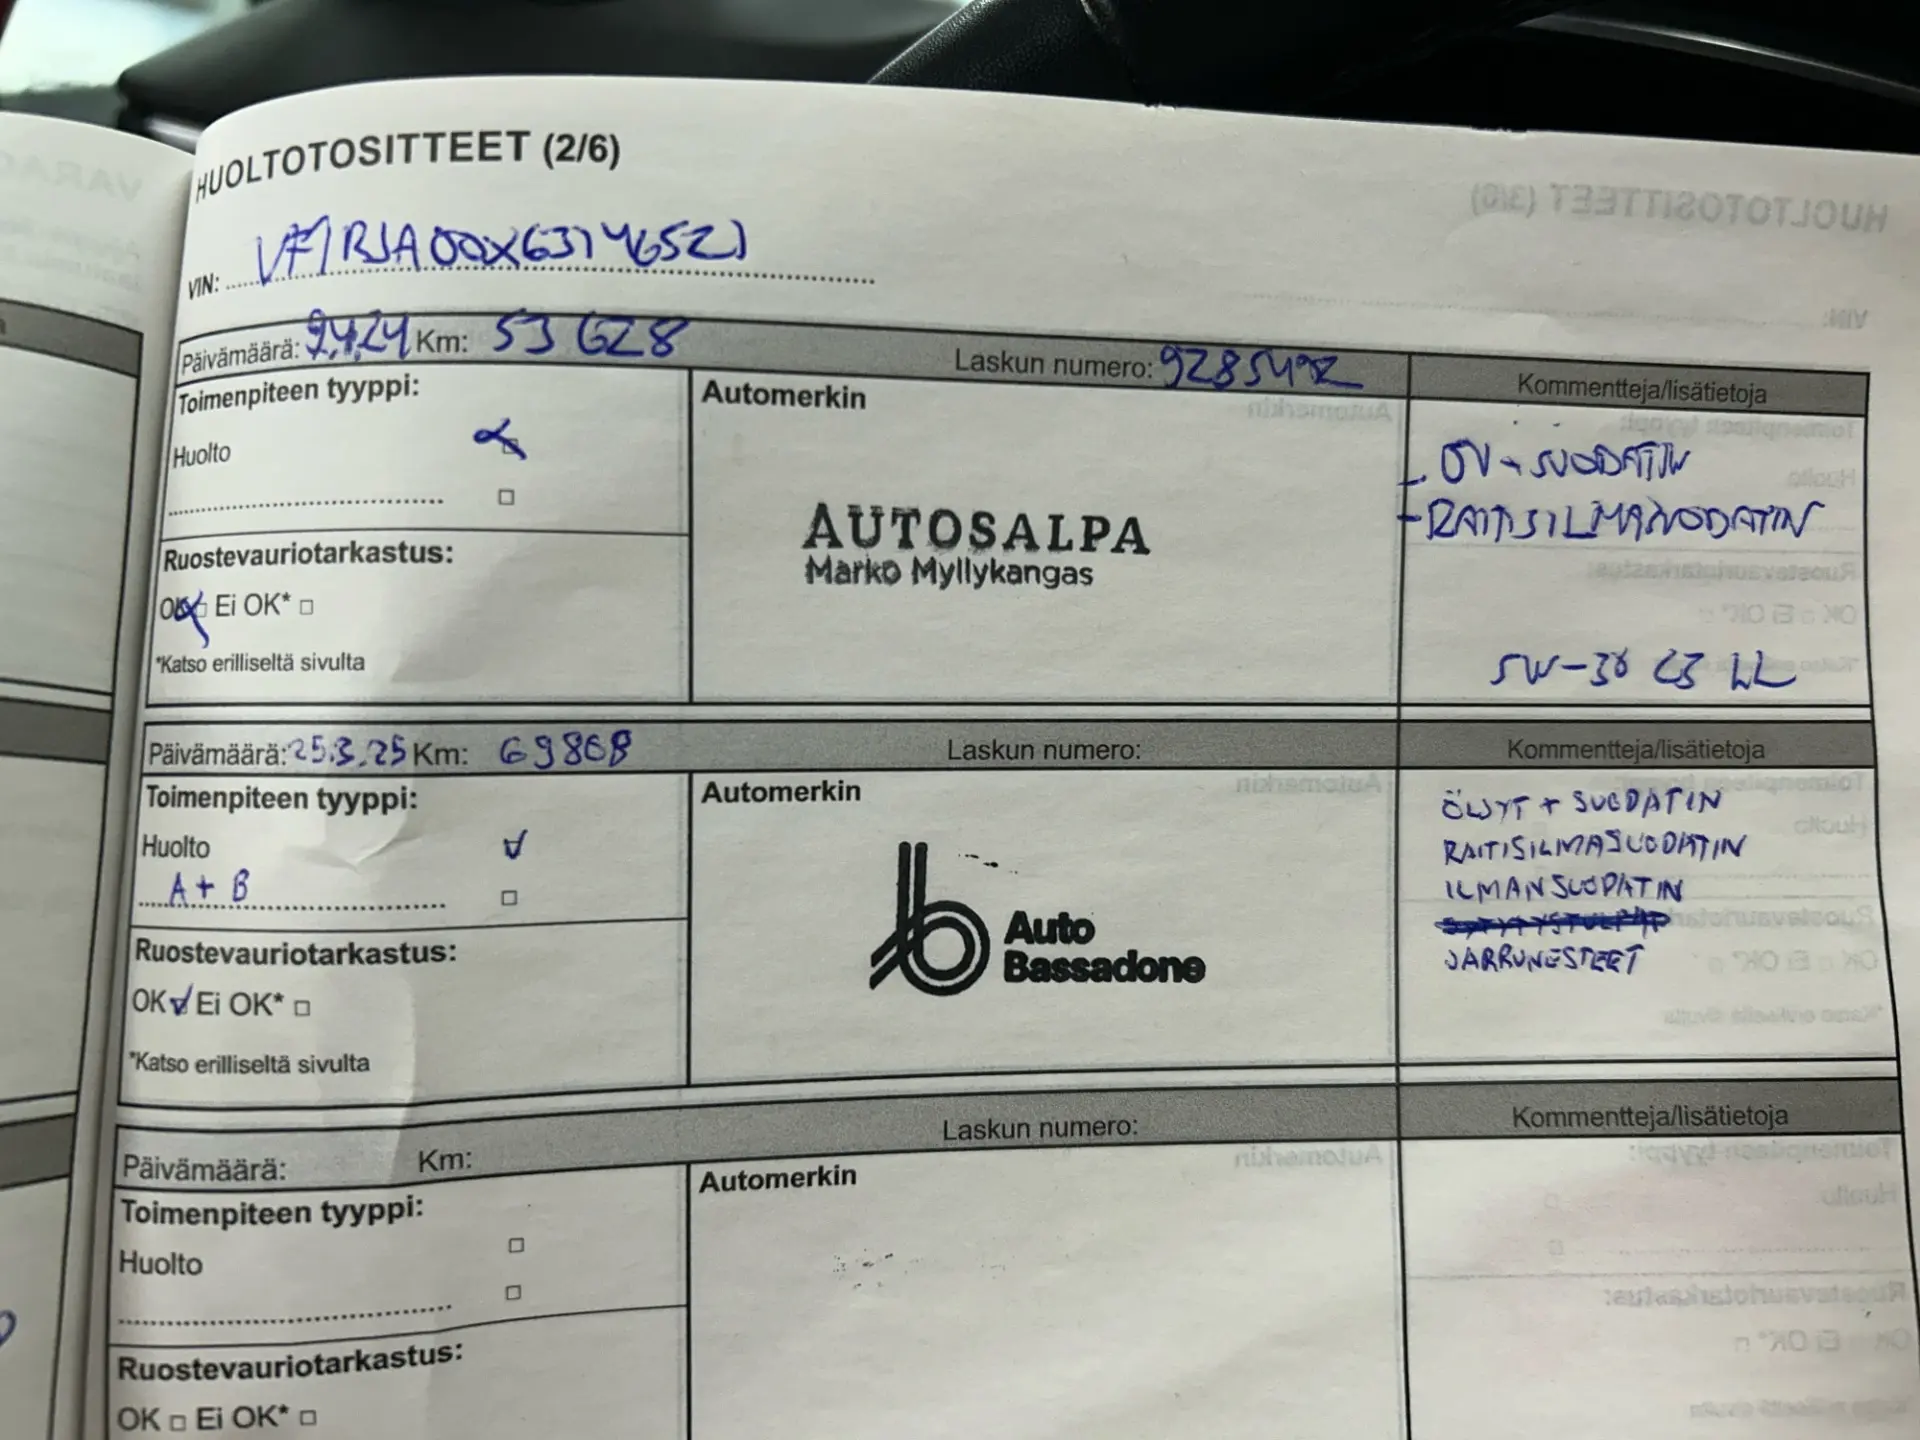 HUOLTOTOSITTEET (2/6)
VIN:
Päivämäärä: 9.4.24 Km: 53 628 Laskun numero: 9285492 Kommentteja/lisätietoja
Toimenpiteen tyyppi:
Automerkin
Huolto
- ÖV + SUODATIN
- RAITISILMASUODATIN
AUTOSALPA
Marko Myllykangas
Ruostevauriotarkastus:
OK Ei OK*
*Katso erilliseltä sivulta
5W-30 C3 LL
Päivämäärä: 25.3.25 Km: 69868 Laskun numero: Kommentteja/lisätietoja
Toimenpiteen tyyppi:
Automerkin
Huolto
A + B
Auto
Bassadone
ÖLJYT + SUODATIN
RAITISILMASUODATIN
ILMANSUODATIN
JARRUNESTEET
Ruostevauriotarkastus:
OK Ei OK*
*Katso erilliseltä sivulta
Päivämäärä: Km: Laskun numero: Kommentteja/lisätietoja
Toimenpiteen tyyppi:
Automerkin
Huolto
Ruostevauriotarkastus:
OK Ei OK*